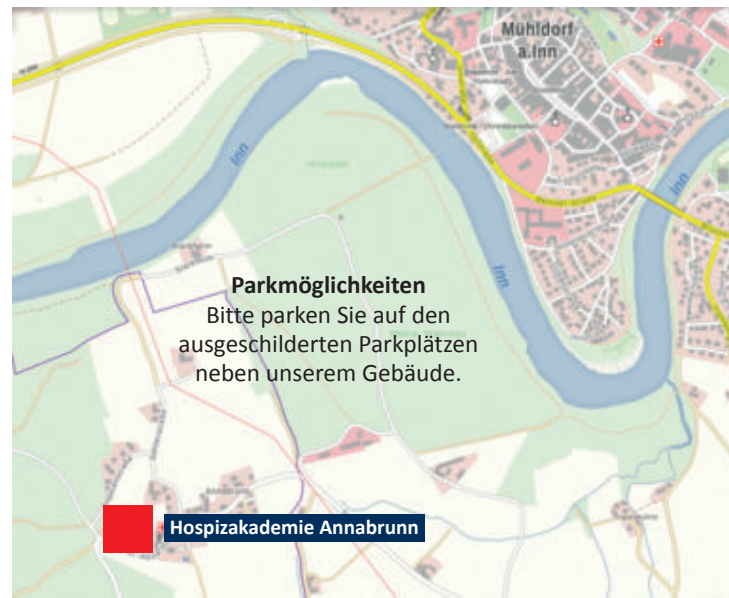 Mühldorf
a.Inn
Inn
Inn
Inn
Parkmöglichkeiten
Bitte parken Sie auf den
ausgeschilderten Parkplätzen
neben unserem Gebäude.
Hospizakademie Annabrunn